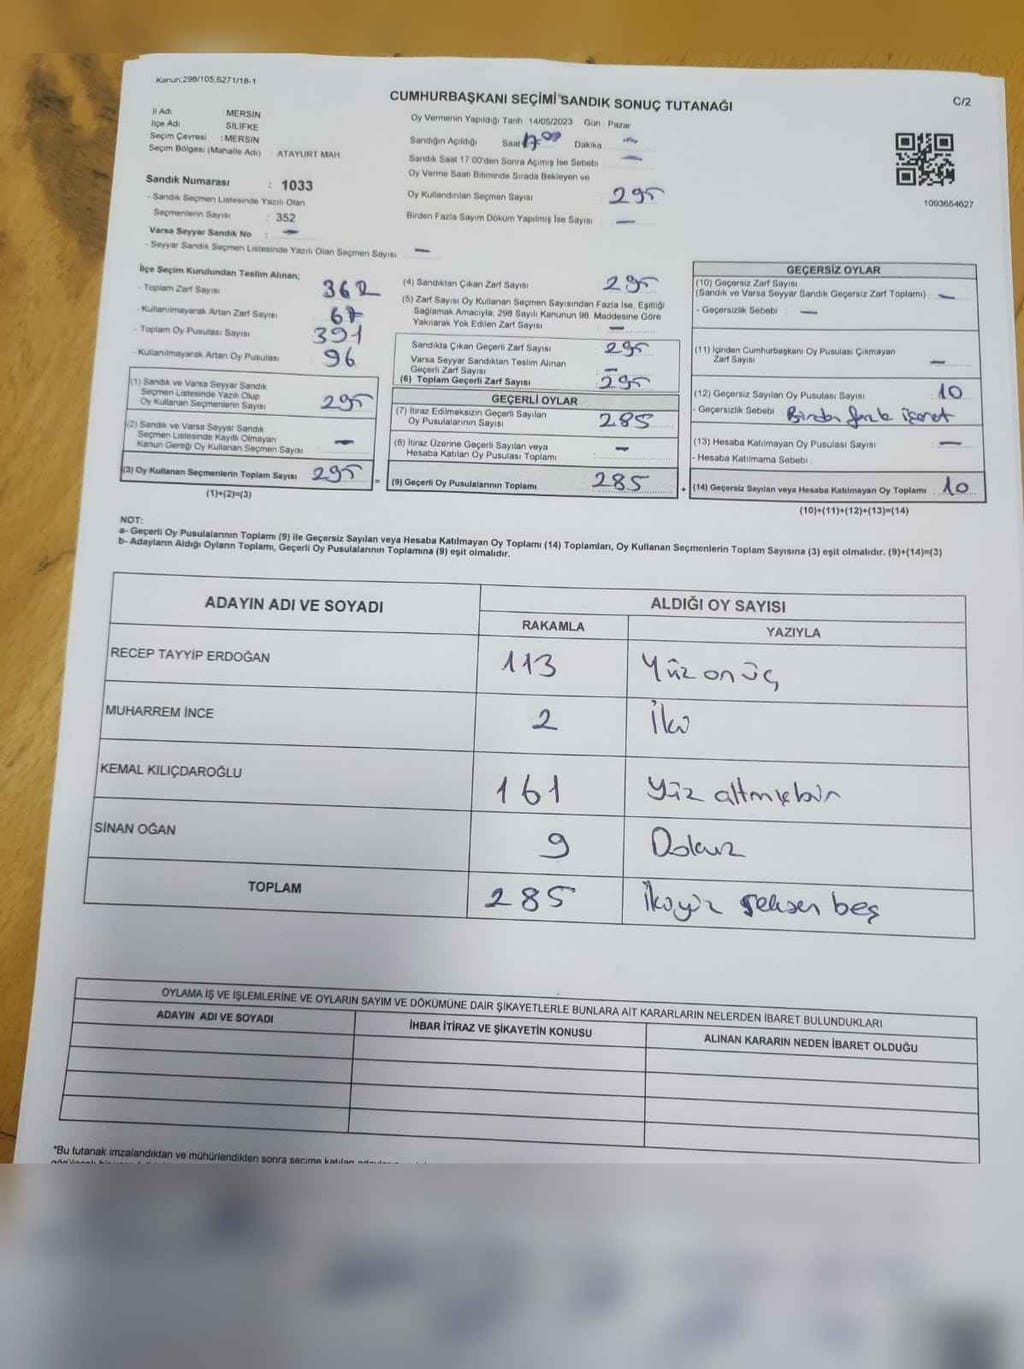 Kanun;298/105,6271/18-1
CUMHURBAŞKANI SEÇİMİ SANDIK SONUÇ TUTANAĞI
C/2
İl Adı MERSİN
İlçe Adı SİLİFKE
Seçim Çevresi : MERSİN
Seçim Bölgesi (Mahalle Adı) : ATAYURT MAH
Sandık Numarası : 1033
- Sandık Seçmen Listesinde Yazılı Olan
Seçmenlerin Sayısı : 352
Varsa Seyyar Sandık No : —
- Seyyar Sandık Seçmen Listesinde Yazılı Olan Seçmen Sayısı : —
Oy Vermenin Yapıldığı Tarih 14/05/2023 Gün : Pazar
Sandığın Açıldığı Saat 17.00 Dakika —
Sandık Saat 17:00'den Sonra Açımış İse Sebebi —
Oy Verme Saati Bitiminde Sırada Bekleyen ve
Oy Kullandırılan Seçmen Sayısı 295
Birden Fazla Sayım Döküm Yapılmış İse Sayısı —
1093654627
İlçe Seçim Kurulundan Teslim Alınan;
- Toplam Zarf Sayısı 362
- Kullanılmayarak Artan Zarf Sayısı 67
- Toplam Oy Pusulası Sayısı 391
- Kullanılmayarak Artan Oy Pusulası 96
(1) Sandık ve Varsa Seyyar Sandık
Seçmen Listesinde Yazılı Olup
Oy Kullanan Seçmenlerin Sayısı 295
(2) Sandık ve Varsa Seyyar Sandık
Seçmen Listesinde Kayıtlı Olmayan
Kanun Gereği Oy Kullanan Seçmen Sayısı —
(3) Oy Kullanan Seçmenlerin Toplam Sayısı 295 =
(1)+(2)=(3)
(4) Sandıktan Çıkan Zarf Sayısı 295
(5) Zarf Sayısı Oy Kullanan Seçmen Sayısından Fazla İse, Eşitliği
Sağlamak Amacıyla, 298 Sayılı Kanunun 98. Maddesine Göre
Yakılarak Yok Edilen Zarf Sayısı —
Sandıkta Çıkan Geçerli Zarf Sayısı 295
Varsa Seyyar Sandıktan Teslim Alınan
Geçerli Zarf Sayısı —
(6) Toplam Geçerli Zarf Sayısı 295
GEÇERLİ OYLAR
(7) İtiraz Edilmeksizin Geçerli Sayılan
Oy Pusulalarının Sayısı 285
(8) İtiraz Üzerine Geçerli Sayılan veya
Hesaba Katılan Oy Pusulası Toplamı —
(9) Geçerli Oy Pusulalarının Toplamı 285 +
GEÇERSİZ OYLAR
(10) Geçersiz Zarf Sayısı
(Sandık ve Varsa Seyyar Sandık Geçersiz Zarf Toplamı) —
- Geçersizlik Sebebi : —
(11) İçinden Cumhurbaşkanı Oy Pusulası Çıkmayan
Zarf Sayısı —
(12) Geçersiz Sayılan Oy Pusulası Sayısı : 10
- Geçersizlik Sebebi : Birden fazla işaret
(13) Hesaba Katılmayan Oy Pusulası Sayısı : —
- Hesaba Katılmama Sebebi :
(14) Geçersiz Sayılan veya Hesaba Katılmayan Oy Toplamı 10
(10)+(11)+(12)+(13)=(14)
NOT:
a- Geçerli Oy Pusulalarının Toplamı (9) ile Geçersiz Sayılan veya Hesaba Katılmayan Oy Toplamı (14) Toplamları, Oy Kullanan Seçmenlerin Toplam Sayısına (3) eşit olmalıdır. (9)+(14)=(3)
b- Adayların Aldığı Oyların Toplamı, Geçerli Oy Pusulalarının Toplamına (9) eşit olmalıdır.
ADAYIN ADI VE SOYADI
ALDIĞI OY SAYISI
RAKAMLA YAZIYLA
RECEP TAYYİP ERDOĞAN 113 Yüz onüç
MUHARREM İNCE 2 İki
KEMAL KILIÇDAROĞLU 161 Yüz altmışbir
SİNAN OĞAN 9 Dokuz
TOPLAM 285 İkiyüz seksen beş
OYLAMA İŞ VE İŞLEMLERİNE VE OYLARIN SAYIM VE DÖKÜMÜNE DAİR ŞİKAYETLERLE BUNLARA AİT KARARLARIN NELERDEN İBARET BULUNDUKLARI
ADAYIN ADI VE SOYADI İHBAR İTİRAZ VE ŞİKAYETİN KONUSU ALINAN KARARIN NEDEN İBARET OLDUĞU
*Bu tutanak imzalandıktan ve mühürlendikten sonra seçime katılan